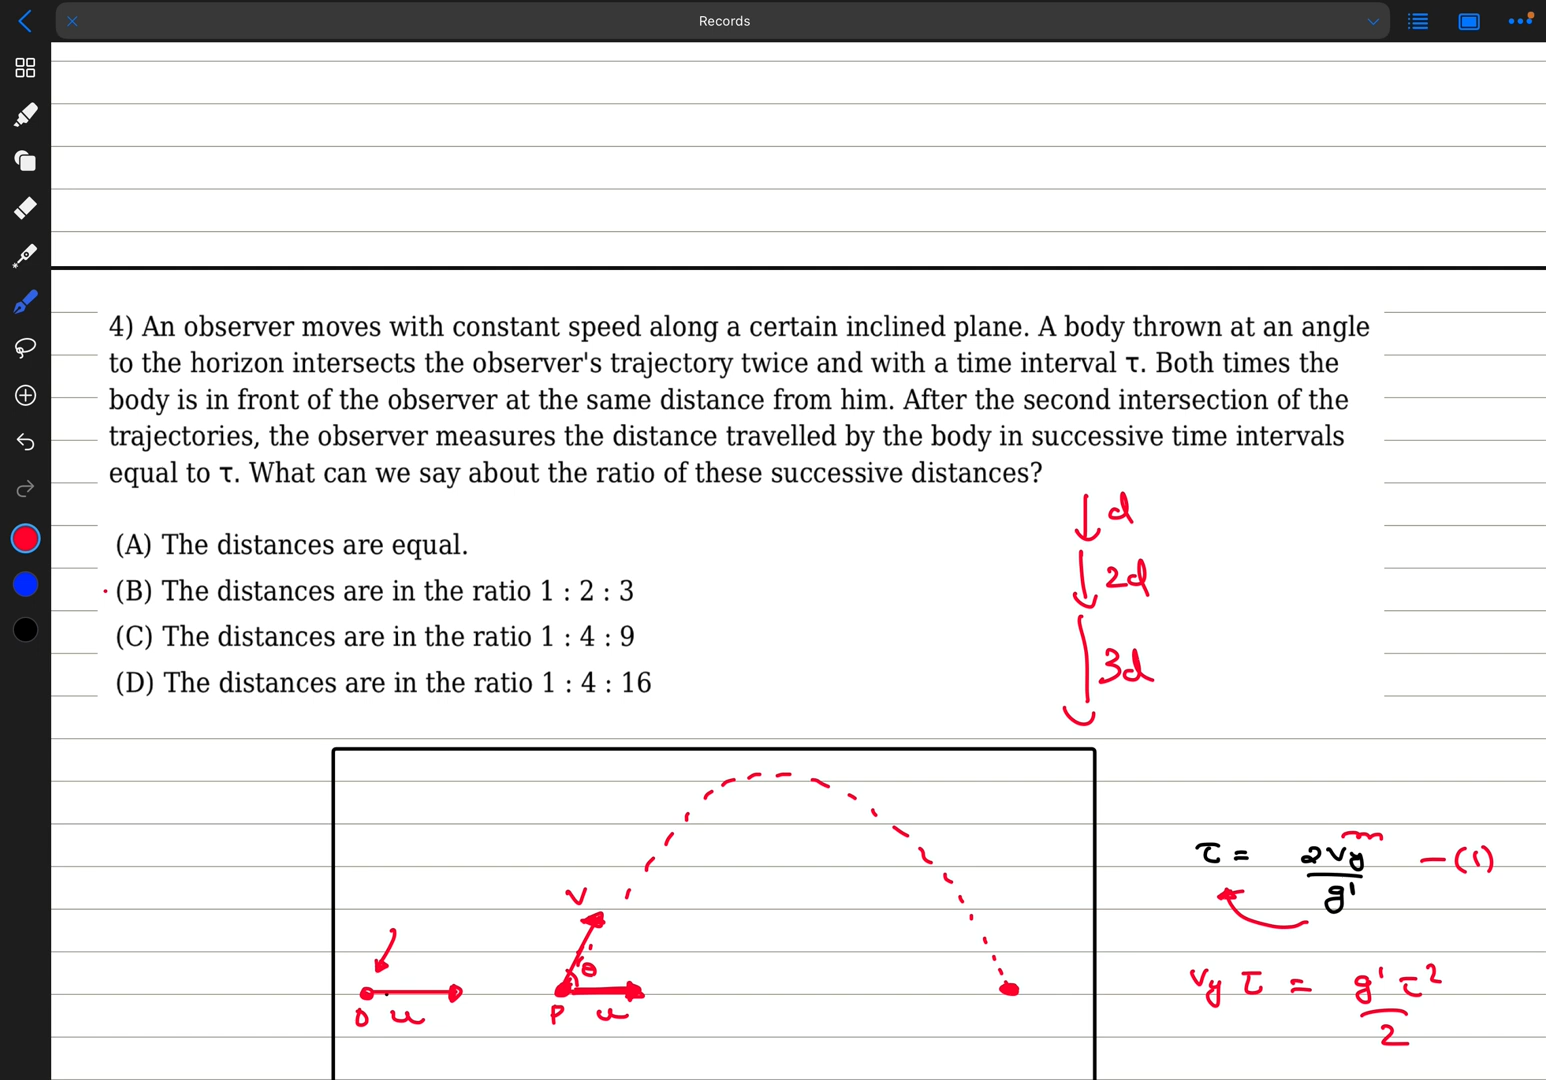 Records
4) An observer moves with constant speed along a certain inclined plane. A body thrown at an angle
to the horizon intersects the observer's trajectory twice and with a time interval τ. Both times the
body is in front of the observer at the same distance from him. After the second intersection of the
trajectories, the observer measures the distance travelled by the body in successive time intervals
equal to τ. What can we say about the ratio of these successive distances?
d
(A) The distances are equal.
(B) The distances are in the ratio 1 : 2 : 3
2d
(C) The distances are in the ratio 1 : 4 : 9
3d
(D) The distances are in the ratio 1 : 4 : 16
τ = 2vy/g' —(1)
v
θ
O u
P u
vy τ = g'τ²/2